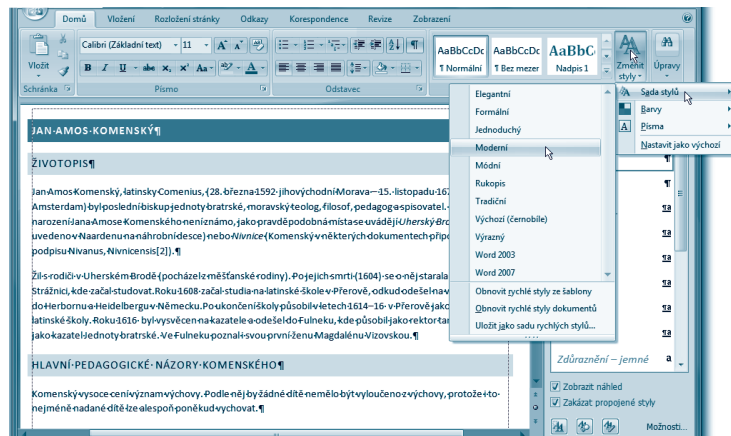 Domů Vložení Rozložení stránky Odkazy Korespondence Revize Zobrazení
Calibri (Základní text) 11 A A
Vložit B I U abc x₂ x² Aa ab A
AaBbCcDc AaBbCcDc AaBbC
¶ Normální ¶ Bez mezer Nadpis 1
Změnit styly
Úpravy
Schránka Písmo Odstavec
Sada stylů
Barvy
Písma
Nastavit jako výchozí
Elegantní
Formální
Jednoduchý
Moderní
Módní
Rukopis
Tradiční
Výchozí (černobíle)
Výrazný
Word 2003
Word 2007
Obnovit rychlé styly ze šablony
Obnovit rychlé styly dokumentů
Uložit jako sadu rychlých stylů...
JAN·AMOS·KOMENSKÝ¶
ŽIVOTOPIS¶
Jan·Amos·Komenský,·latinsky·Comenius,·(28.·března·1592·jihovýchodní·Morava·—·15.·listopadu·167
Amsterdam)·byl·poslední·biskup·jednoty·bratrské,·moravský·teolog,·filosof,·pedagog·a·spisovatel.
narození·Jana·Amose·Komenského·není·známo,·jako·pravděpodobná·místa·se·uvádějí·Uherský·Bro
uvedeno·v·Naardenu·na·náhrobní·desce)·nebo·Nivnice·(Komenský·v·některých·dokumentech·připo
podpisu·Nivanus,·Nivnicensis[2]).¶
Žil·s·rodiči·v·Uherském·Brodě·(pocházel·z·měšťanské·rodiny).·Po·jejich·smrti·(1604)·se·o·něj·starala
Strážnici,·kde·začal·studovat.·Roku·1608·začal·studia·na·latinské·škole·v·Přerově,·odkud·odešel·na·v
do·Herbornu·a·Heidelbergu·v·Německu.·Po·ukončení·školy·působil·v·letech·1614–16·v·Přerově·jako
latinské·školy.·Roku·1616·byl·vysvěcen·na·kazatele·a·odešel·do·Fulneku,·kde·působil·jako·rektor·tam
jako·kazatel·Jednoty·bratrské.·Ve·Fulneku·poznal·i·svou·první·ženu·Magdalénu·Vizovskou.¶
HLAVNÍ·PEDAGOGICKÉ·NÁZORY·KOMENSKÉHO¶
Komenský·vysoce·cení·význam·výchovy.·Podle·něj·by·žádné·dítě·nemělo·být·vyloučeno·z·výchovy,·protože·i·to·
nejméně·nadané·dítě·lze·alespoň·poněkud·vychovat.¶
¶
¶
¶a
¶a
¶a
¶a
¶a
Zdůraznění – jemné a
Zobrazit náhled
Zakázat propojené styly
Možnosti...